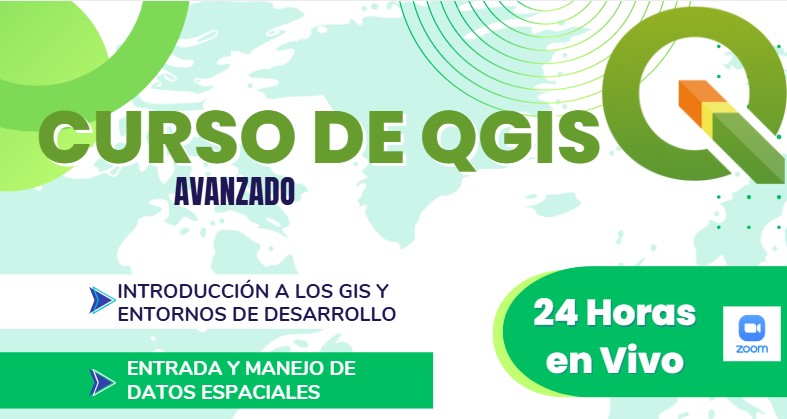 CURSO DE QGIS
AVANZADO
INTRODUCCIÓN A LOS GIS Y
ENTORNOS DE DESARROLLO
ENTRADA Y MANEJO DE
DATOS ESPACIALES
24 Horas
en Vivo
zoom